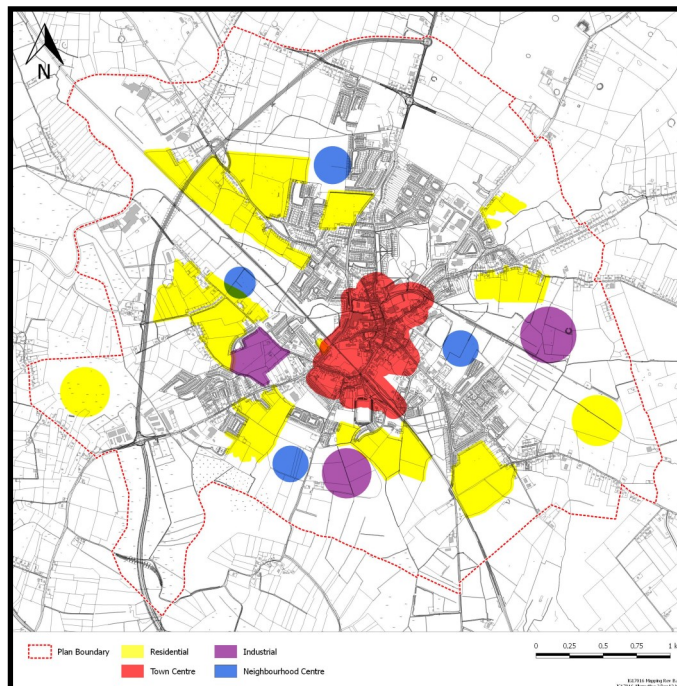 N
Plan Boundary
Residential
Industrial
Town Centre
Neighbourhood Centre
0 0.25 0.5 0.75 1 k